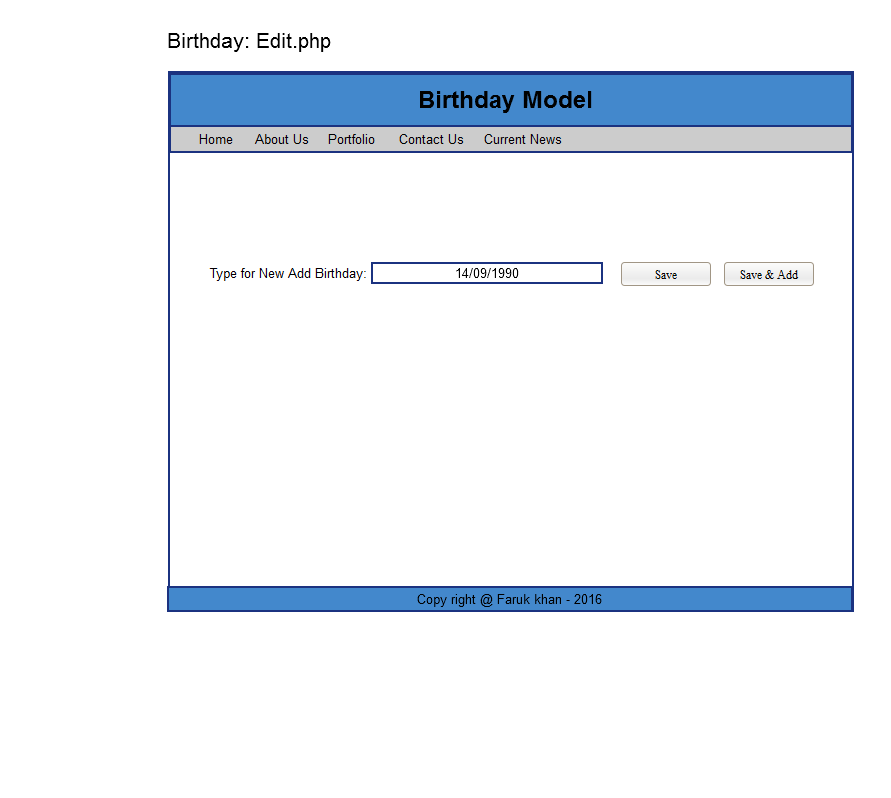 Birthday: Edit.php
Birthday Model
Home About Us Portfolio Contact Us Current News
Type for New Add Birthday: 14/09/1990 Save Save & Add
Copy right @ Faruk khan - 2016